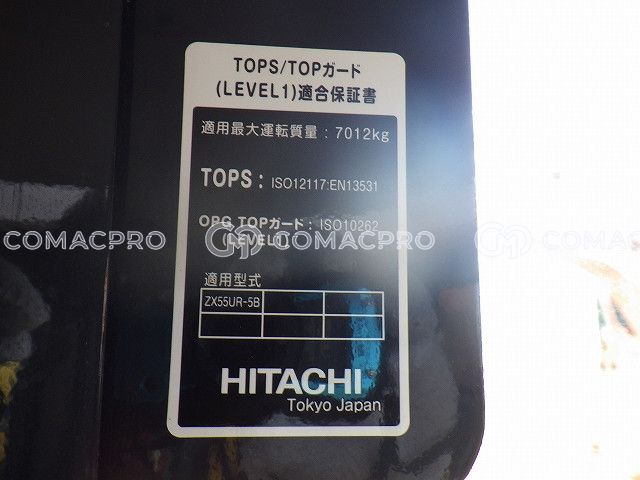 TOPS/TOPガード
(LEVEL1)適合保証書
適用最大運転質量：7012kg
TOPS：ISO12117:EN13531
OPG TOPガード：ISO10262
(LEVEL1)
COMACPRO COMACPRO
適用型式
ZX55UR-5B
HITACHI
Tokyo Japan